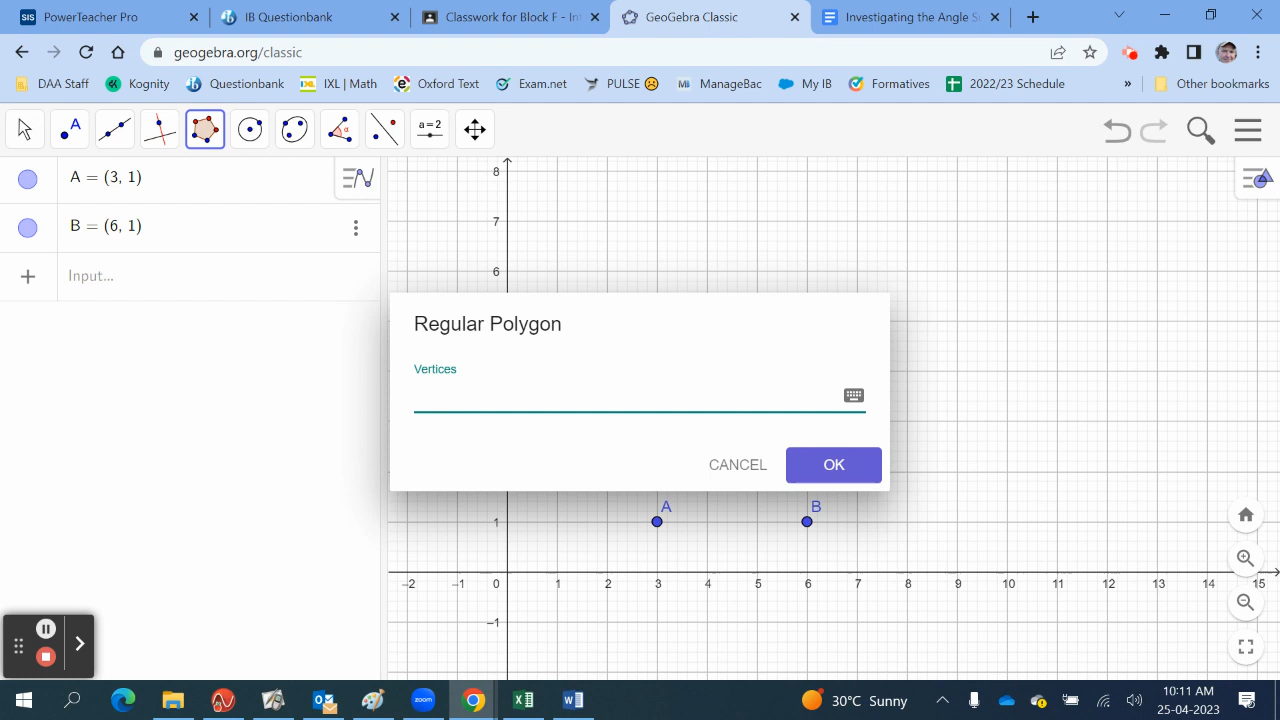 SIS PowerTeacher Pro
IB Questionbank
Classwork for Block F – Int
GeoGebra Classic
Investigating the Angle S
geogebra.org/classic
DAA Staff
Kognity
Questionbank
IXL | Math
Oxford Text
Exam.net
PULSE
ManageBac
My IB
Formatives
2022/23 Schedule
»
Other bookmarks
A
α
a=2
A = (3, 1)
B = (6, 1)
Input...
8
7
6
Regular Polygon
Vertices
CANCEL
OK
A
B
1
−2
−1
0
1
2
3
4
5
6
7
8
9
10
11
12
13
14
15
−1
zoom
30°C Sunny
10:11 AM
25-04-2023